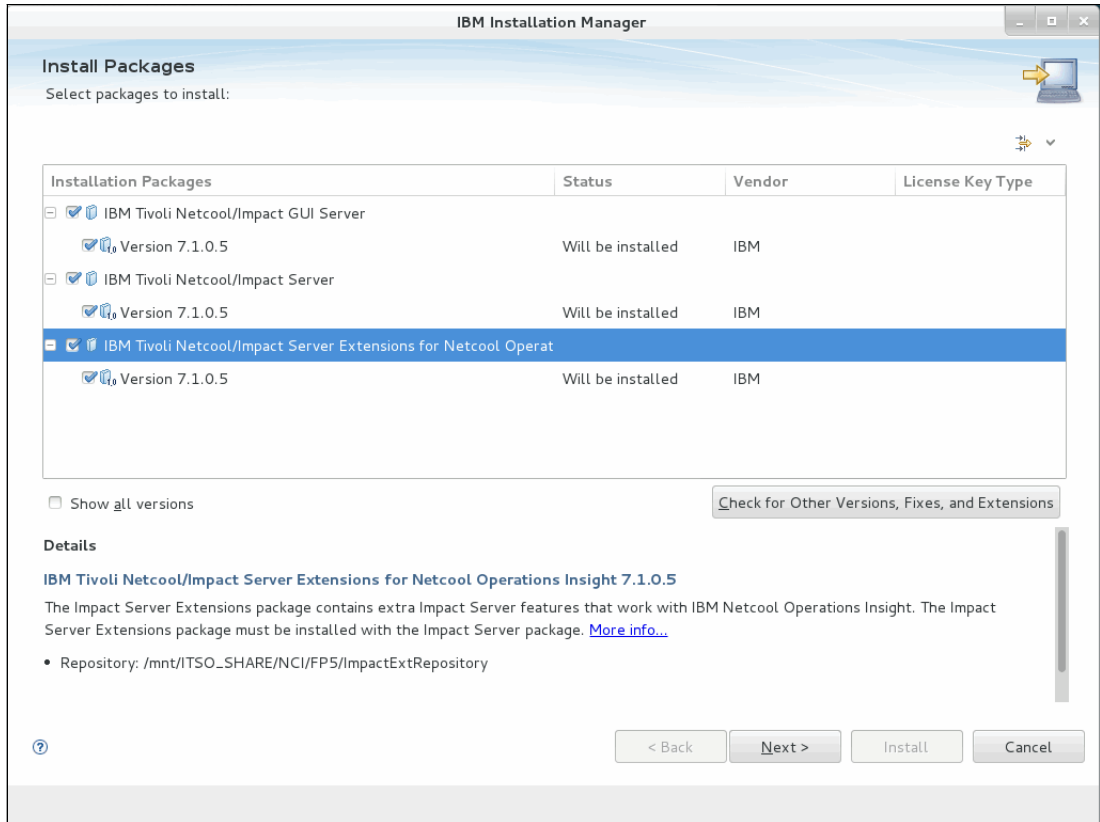 IBM Installation Manager
Install Packages
Select packages to install:
Installation Packages Status Vendor License Key Type
IBM Tivoli Netcool/Impact GUI Server
Version 7.1.0.5 Will be installed IBM
IBM Tivoli Netcool/Impact Server
Version 7.1.0.5 Will be installed IBM
IBM Tivoli Netcool/Impact Server Extensions for Netcool Operat
Version 7.1.0.5 Will be installed IBM
Show all versions Check for Other Versions, Fixes, and Extensions
Details
IBM Tivoli Netcool/Impact Server Extensions for Netcool Operations Insight 7.1.0.5
The Impact Server Extensions package contains extra Impact Server features that work with IBM Netcool Operations Insight. The Impact
Server Extensions package must be installed with the Impact Server package. More info...
• Repository: /mnt/ITSO_SHARE/NCI/FP5/ImpactExtRepository
? < Back Next > Install Cancel